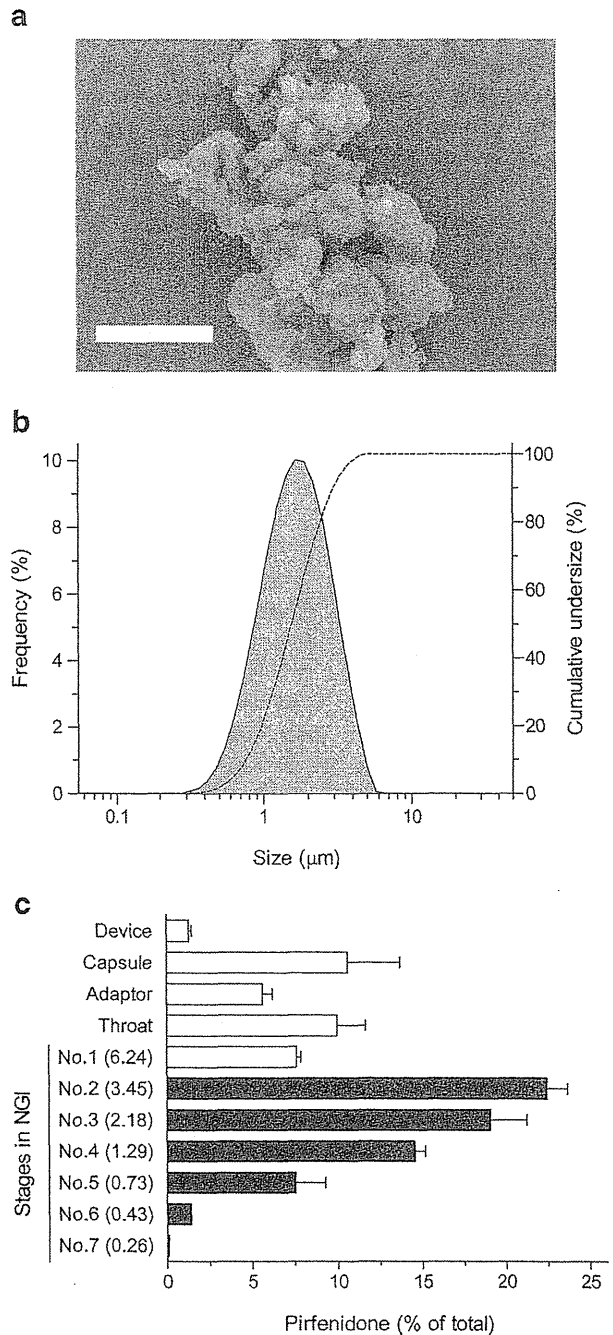 a
b
10
8
6
4
2
0
Frequency (%)
100
80
60
40
20
0
Cumulative undersize (%)
0.1
1
10
Size (μm)
c
Device
Capsule
Adaptor
Throat
Stages in NGI
No.1 (6.24)
No.2 (3.45)
No.3 (2.18)
No.4 (1.29)
No.5 (0.73)
No.6 (0.43)
No.7 (0.26)
0
5
10
15
20
25
Pirfenidone (% of total)